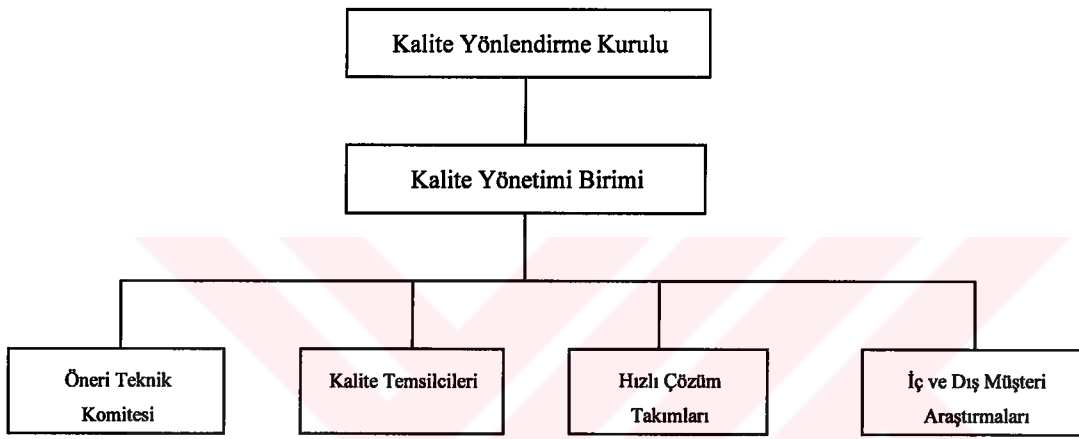 Kalite Yönlendirme Kurulu
Kalite Yönetimi Birimi
Öneri Teknik
Komitesi
Kalite Temsilcileri
Hızlı Çözüm
Takımları
İç ve Dış Müşteri
Araştırmaları